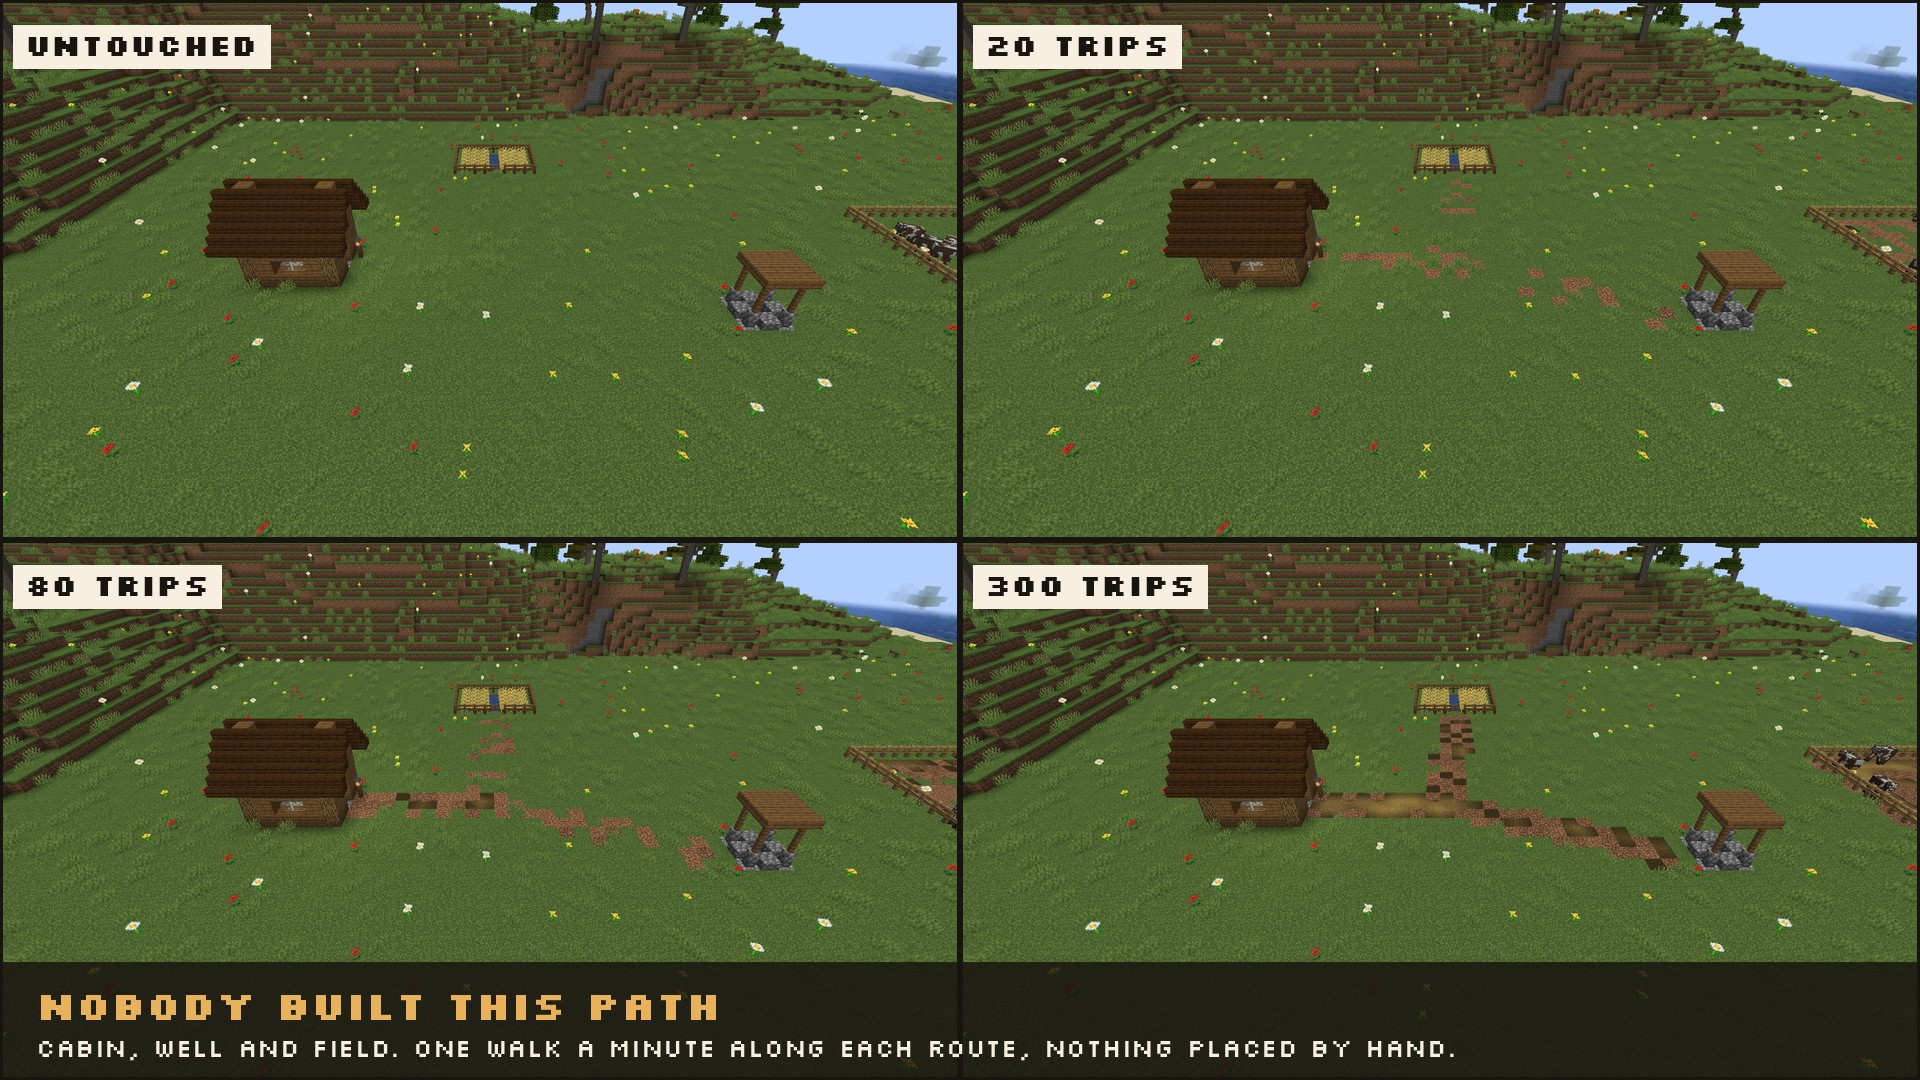 UNTOUCHED
20 TRIPS
80 TRIPS
300 TRIPS
NOBODY BUILT THIS PATH
CABIN, WELL AND FIELD. ONE WALK A MINUTE ALONG EACH ROUTE, NOTHING PLACED BY HAND.